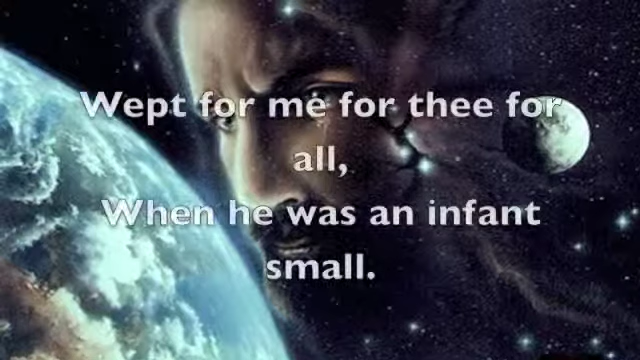 Wept for me for thee for
all,
When he was an infant
small.